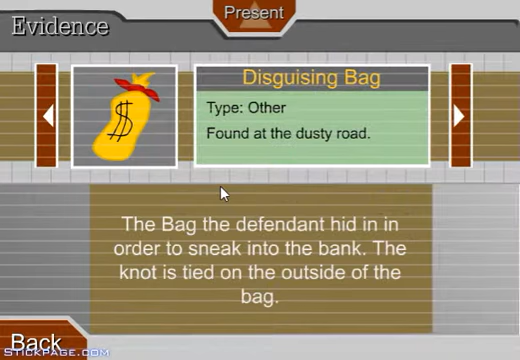 Present
Evidence
Disguising Bag
Type: Other
Found at the dusty road.
$
The Bag the defendant hid in in
order to sneak into the bank. The
knot is tied on the outside of the
bag.
Back
STICKPAGE.COM